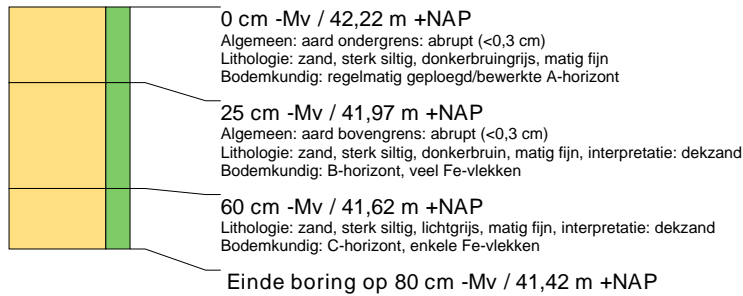 0 cm -Mv / 42,22 m +NAP
Algemeen: aard ondergrens: abrupt (<0,3 cm)
Lithologie: zand, sterk siltig, donkerbruingrijs, matig fijn
Bodemkundig: regelmatig geploegd/bewerkte A-horizont
25 cm -Mv / 41,97 m +NAP
Algemeen: aard bovengrens: abrupt (<0,3 cm)
Lithologie: zand, sterk siltig, donkerbruin, matig fijn, interpretatie: dekzand
Bodemkundig: B-horizont, veel Fe-vlekken
60 cm -Mv / 41,62 m +NAP
Lithologie: zand, sterk siltig, lichtgrijs, matig fijn, interpretatie: dekzand
Bodemkundig: C-horizont, enkele Fe-vlekken
Einde boring op 80 cm -Mv / 41,42 m +NAP